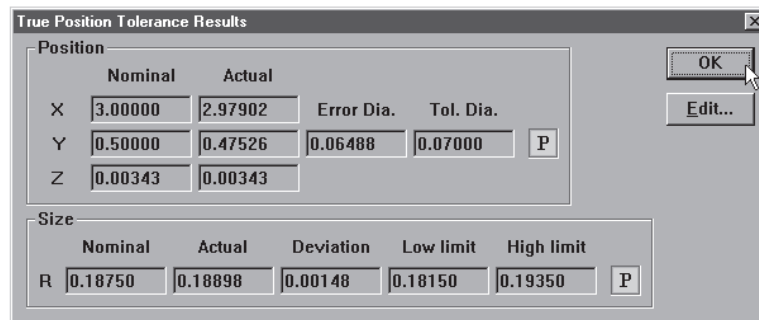 True Position Tolerance Results
Position
Nominal Actual
X 3.00000 2.97902 Error Dia. Tol. Dia.
Y 0.50000 0.47526 0.06488 0.07000 P
Z 0.00343 0.00343
OK
Edit...
Size
Nominal Actual Deviation Low limit High limit
R 0.18750 0.18898 0.00148 0.18150 0.19350 P